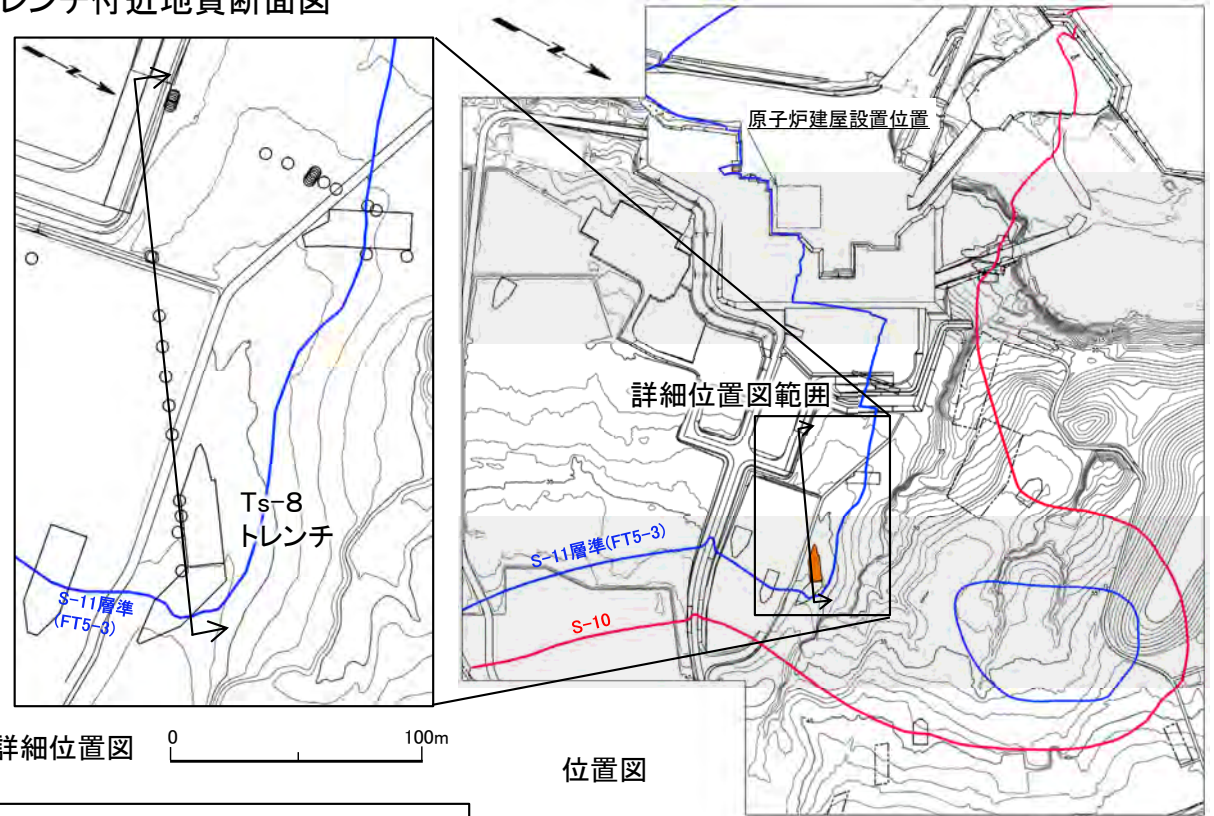 レンチ付近地質断面図
N
N
原子炉建屋設置位置
詳細位置図範囲
Ts-8
トレンチ
S-11層準
(FT5-3)
S-11層準(FT5-3)
S-10
詳細位置図
0
100m
位置図